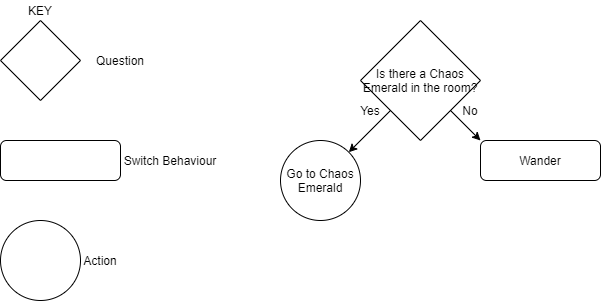 KEY
Question
Switch Behaviour
Action
Is there a Chaos
Emerald in the room?
Yes
No
Go to Chaos
Emerald
Wander